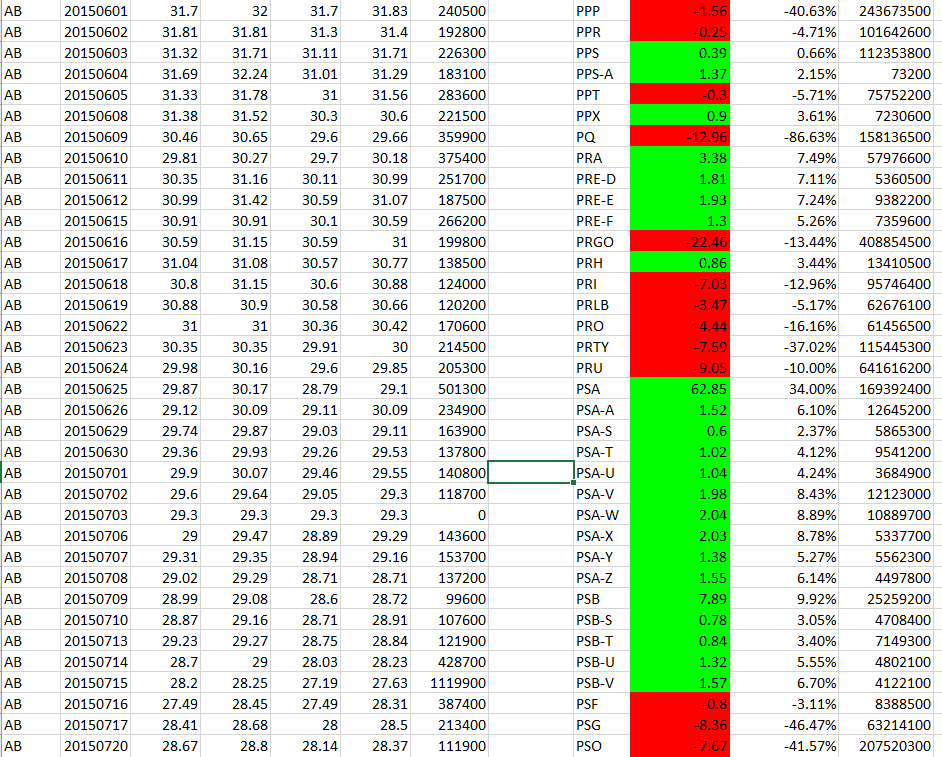 AB 20150601 31.7 32 31.7 31.83 240500 PPP -1.56 -40.63% 243673500
AB 20150602 31.81 31.81 31.3 31.4 192800 PPR -0.25 -4.71% 101642600
AB 20150603 31.32 31.71 31.11 31.71 226300 PPS 0.39 0.66% 112353800
AB 20150604 31.69 32.24 31.01 31.29 183100 PPS-A 1.37 2.15% 73200
AB 20150605 31.33 31.78 31 31.56 283600 PPT -0.3 -5.71% 75752200
AB 20150608 31.38 31.52 30.3 30.6 221500 PPX 0.9 3.61% 7230600
AB 20150609 30.46 30.65 29.6 29.66 359900 PQ -12.96 -86.63% 158136500
AB 20150610 29.81 30.27 29.7 30.18 375400 PRA 3.38 7.49% 57976600
AB 20150611 30.35 31.16 30.11 30.99 251700 PRE-D 1.81 7.11% 5360500
AB 20150612 30.99 31.42 30.59 31.07 187500 PRE-E 1.93 7.24% 9382200
AB 20150615 30.91 30.91 30.1 30.59 266200 PRE-F 1.3 5.26% 7359600
AB 20150616 30.59 31.15 30.59 31 199800 PRGO -22.46 -13.44% 408854500
AB 20150617 31.04 31.08 30.57 30.77 138500 PRH 0.86 3.44% 13410500
AB 20150618 30.8 31.15 30.6 30.88 124000 PRI -7.03 -12.96% 95746400
AB 20150619 30.88 30.9 30.58 30.66 120200 PRLB -3.47 -5.17% 62676100
AB 20150622 31 31 30.36 30.42 170600 PRO -4.44 -16.16% 61456500
AB 20150623 30.35 30.35 29.91 30 214500 PRTY -7.59 -37.02% 115445300
AB 20150624 29.98 30.16 29.6 29.85 205300 PRU -9.05 -10.00% 641616200
AB 20150625 29.87 30.17 28.79 29.1 501300 PSA 62.85 34.00% 169392400
AB 20150626 29.12 30.09 29.11 30.09 234900 PSA-A 1.52 6.10% 12645200
AB 20150629 29.74 29.87 29.03 29.11 163900 PSA-S 0.6 2.37% 5865300
AB 20150630 29.36 29.93 29.26 29.53 137800 PSA-T 1.02 4.12% 9541200
AB 20150701 29.9 30.07 29.46 29.55 140800 PSA-U 1.04 4.24% 3684900
AB 20150702 29.6 29.64 29.05 29.3 118700 PSA-V 1.98 8.43% 12123000
AB 20150703 29.3 29.3 29.3 29.3 0 PSA-W 2.04 8.89% 10889700
AB 20150706 29 29.47 28.89 29.29 143600 PSA-X 2.03 8.78% 5337700
AB 20150707 29.31 29.35 28.94 29.16 153700 PSA-Y 1.38 5.27% 5562300
AB 20150708 29.02 29.29 28.71 28.71 137200 PSA-Z 1.55 6.14% 4497800
AB 20150709 28.99 29.08 28.6 28.72 99600 PSB 7.89 9.92% 25259200
AB 20150710 28.87 29.16 28.71 28.91 107600 PSB-S 0.78 3.05% 4708400
AB 20150713 29.23 29.27 28.75 28.84 121900 PSB-T 0.84 3.40% 7149300
AB 20150714 28.7 29 28.03 28.23 428700 PSB-U 1.32 5.55% 4802100
AB 20150715 28.2 28.25 27.19 27.63 1119900 PSB-V 1.57 6.70% 4122100
AB 20150716 27.49 28.45 27.49 28.31 387400 PSF -0.8 -3.11% 8388500
AB 20150717 28.41 28.68 28 28.5 213400 PSG -8.36 -46.47% 63214100
AB 20150720 28.67 28.8 28.14 28.37 111900 PSO -7.67 -41.57% 207520300